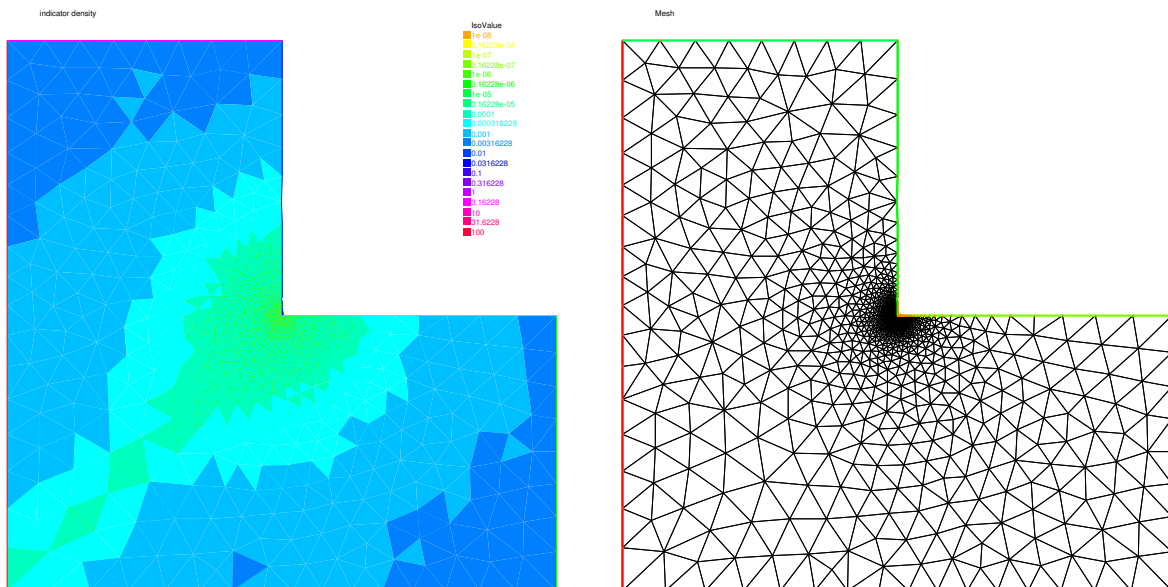 indicator density
IsoValue
1e-08
3.16228e-08
1e-07
3.16228e-07
1e-06
3.16228e-06
1e-05
3.16228e-05
0.0001
0.000316228
0.001
0.00316228
0.01
0.0316228
0.1
0.316228
1
3.16228
10
31.6228
100
Mesh